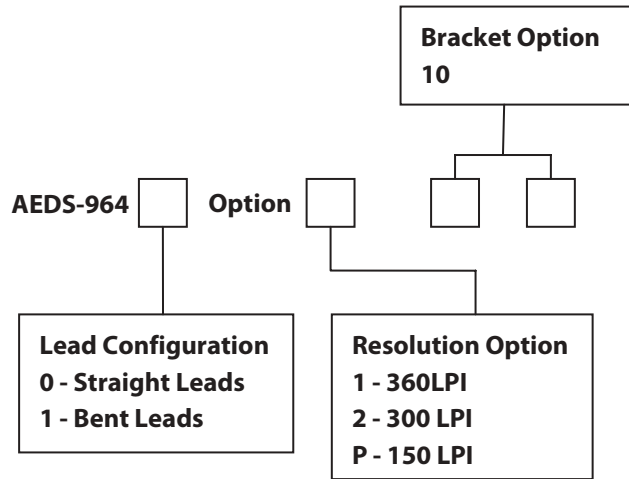 Bracket Option
10
AEDS-964 Option
Lead Configuration
0 - Straight Leads
1 - Bent Leads
Resolution Option
1 - 360LPI
2 - 300 LPI
P - 150 LPI